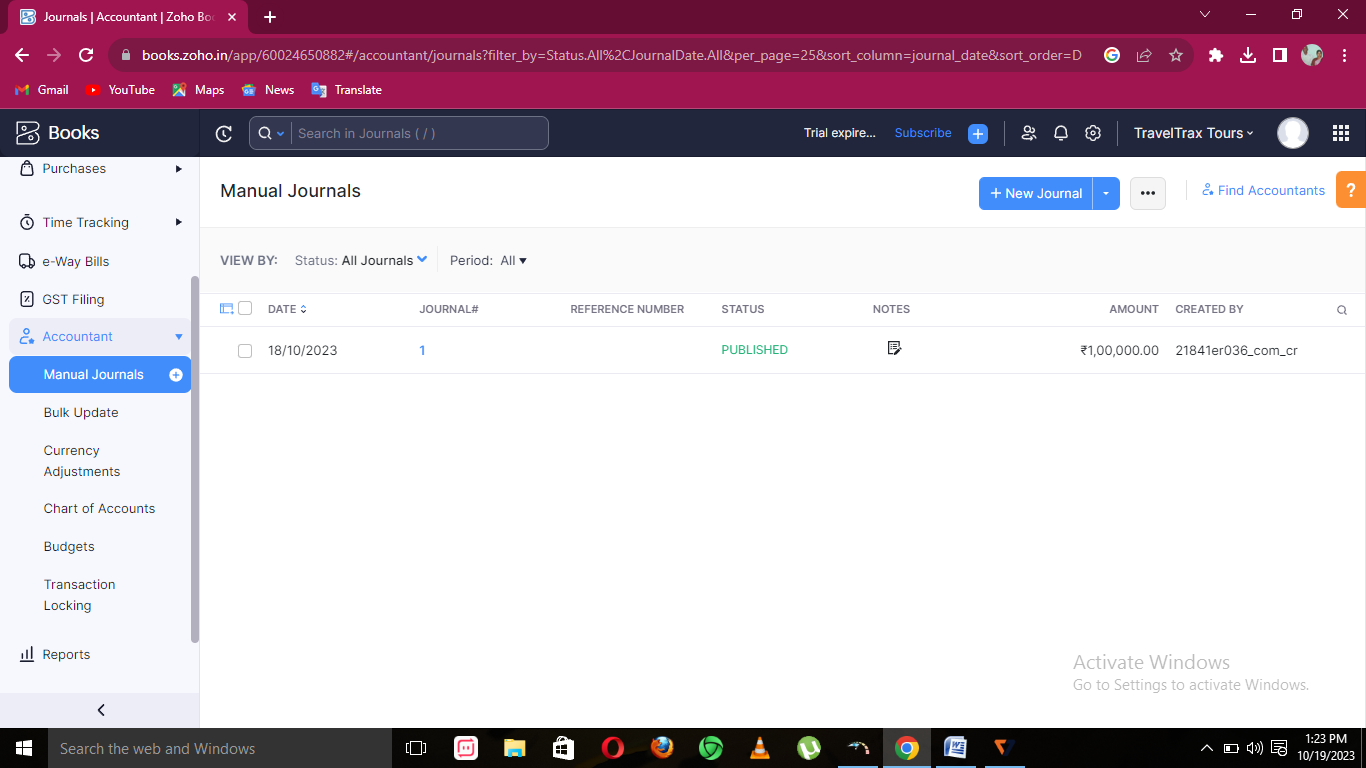 Journals | Accountant | Zoho Boo
books.zoho.in/app/60024650882#/accountant/journals?filter_by=Status.All%2CJournalDate.All&per_page=25&sort_column=journal_date&sort_order=D
Gmail YouTube Maps News Translate
Books Search in Journals ( / ) Trial expire... Subscribe TravelTrax Tours
Purchases
Manual Journals + New Journal Find Accountants ?
Time Tracking
e-Way Bills
VIEW BY: Status: All Journals Period: All
GST Filing
DATE JOURNAL# REFERENCE NUMBER STATUS NOTES AMOUNT CREATED BY
Accountant
18/10/2023 1 PUBLISHED ₹1,00,000.00 21841er036_com_cr
Manual Journals
Bulk Update
Currency
Adjustments
Chart of Accounts
Budgets
Transaction
Locking
Reports
Activate Windows
Go to Settings to activate Windows.
Search the web and Windows
1:23 PM
10/19/2023